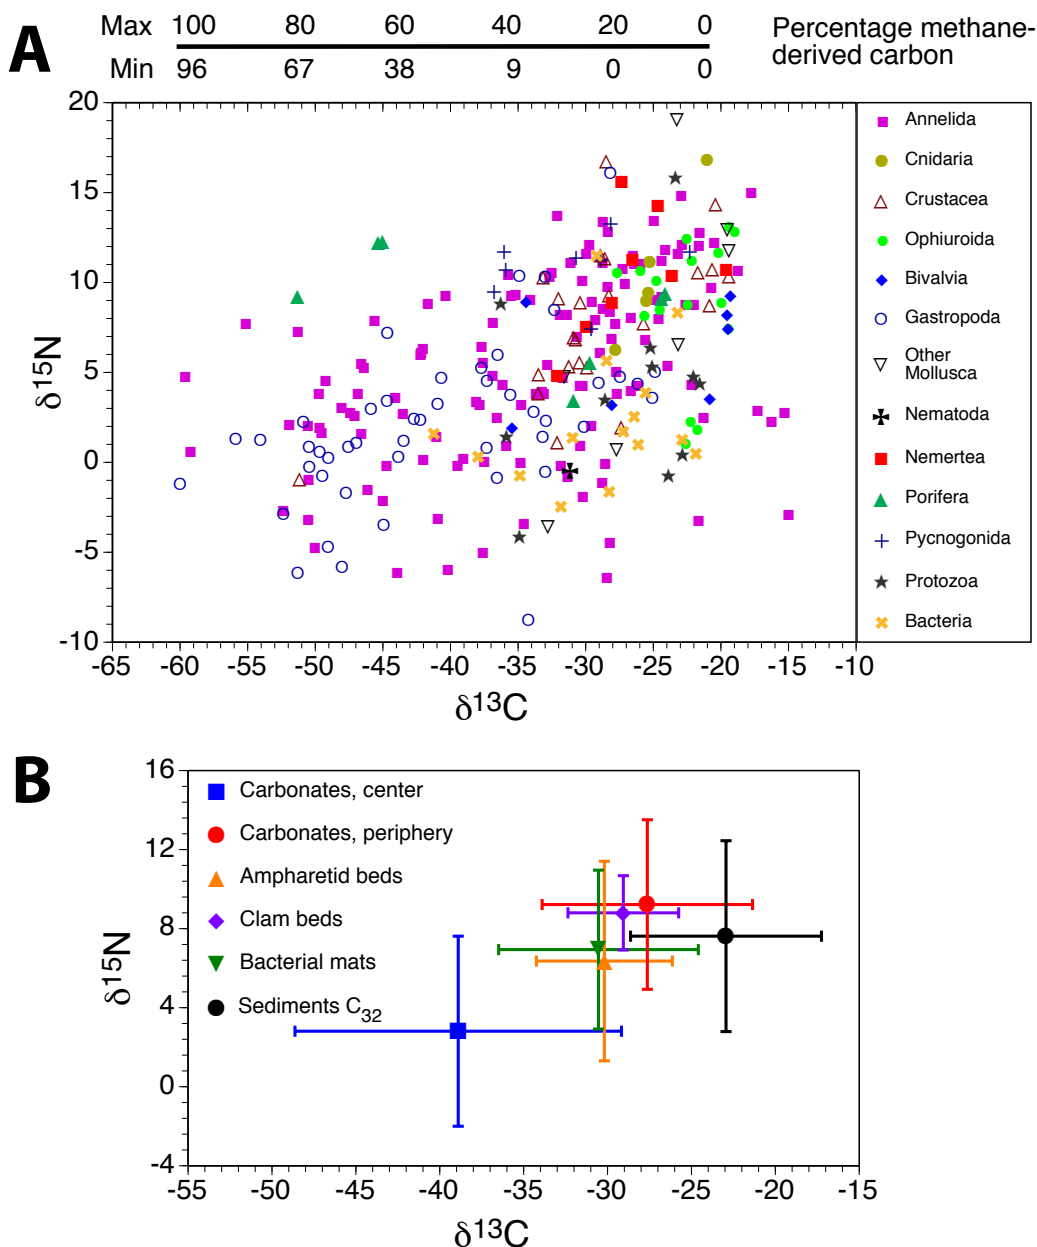 A
Max 100 80 60 40 20 0
Percentage methane-
derived carbon
Min 96 67 38 9 0 0
20
15
10
5
0
-5
-10
δ15N
-65 -60 -55 -50 -45 -40 -35 -30 -25 -20 -15 -10
δ13C
Annelida
Cnidaria
Crustacea
Ophiuroida
Bivalvia
Gastropoda
Other
Mollusca
Nematoda
Nemertea
Porifera
Pycnogonida
Protozoa
Bacteria
B
16
12
8
4
0
-4
δ15N
Carbonates, center
Carbonates, periphery
Ampharetid beds
Clam beds
Bacterial mats
Sediments C32
-55 -50 -45 -40 -35 -30 -25 -20 -15
δ13C